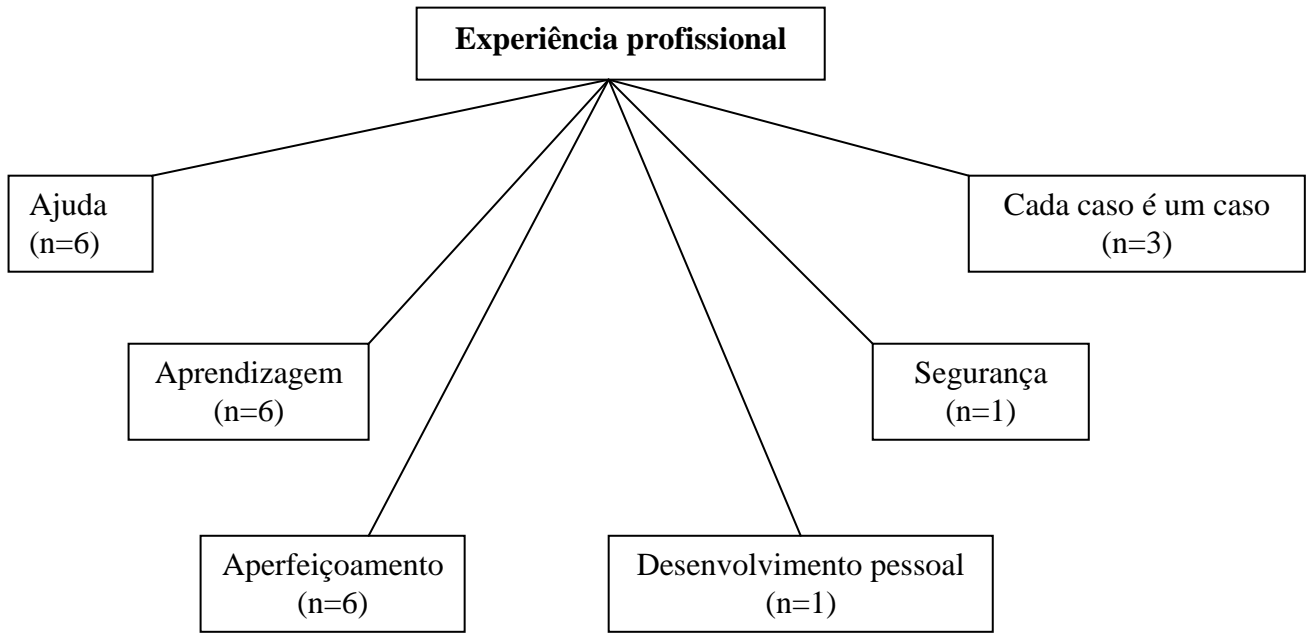 Experiência profissional
Ajuda
(n=6)
Cada caso é um caso
(n=3)
Aprendizagem
(n=6)
Segurança
(n=1)
Aperfeiçoamento
(n=6)
Desenvolvimento pessoal
(n=1)